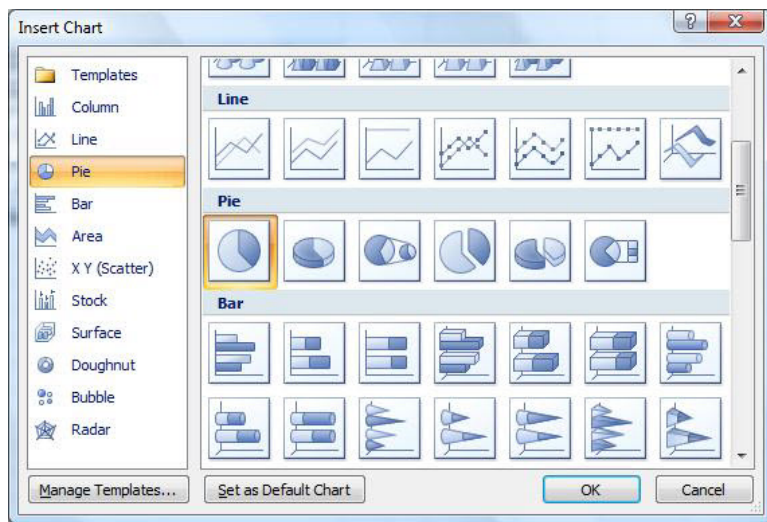 Insert Chart
?
X
Templates
Column
Line
Pie
Bar
Area
X Y (Scatter)
Stock
Surface
Doughnut
Bubble
Radar
Line
Pie
Bar
Manage Templates...
Set as Default Chart
OK
Cancel